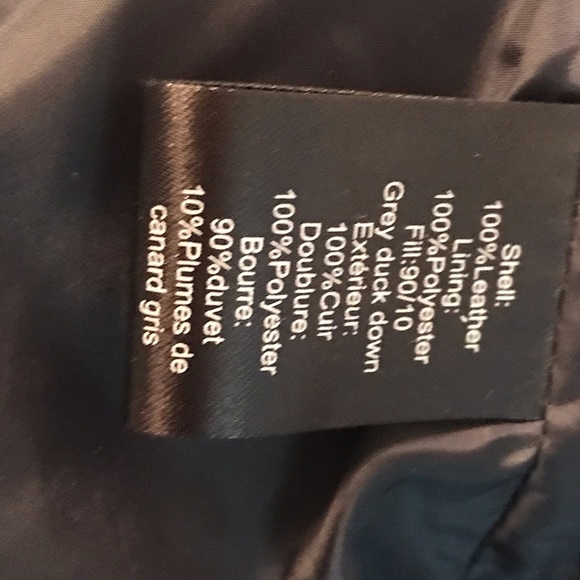 Shell:
100%Leather
Lining:
100%Polyester
Fill:90/10
Grey duck down
Extérieur:
100%Cuir
Doublure:
100%Polyester
Bourre:
90%duvet
10%Plumes de
canard gris